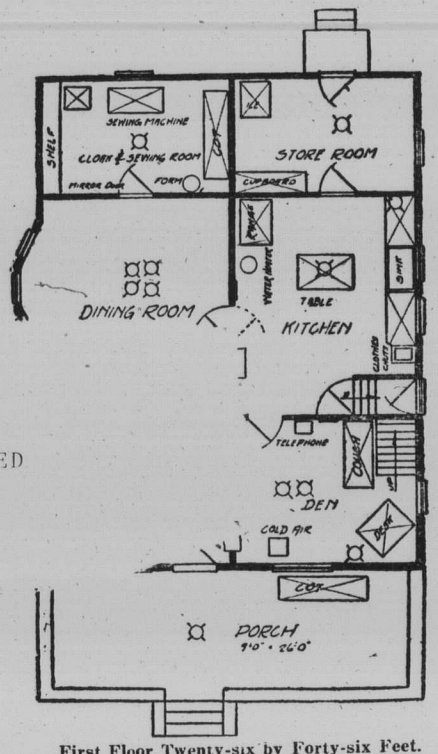 ICE
SEWING MACHINE
SHELF
COT
CLOAK & SEWING ROOM
STORE ROOM
MIRROR DOOR
FORM
CUPBOARD
RANGE
WATER HEATER
SINK
TABLE
DINING ROOM
KITCHEN
CLOTHES CHUTE
TELEPHONE
COUCH
UP
ED
DEN
DESK
COLD AIR
COT
PORCH
9'0" × 26'0"
First Floor Twenty-six by Forty-six Feet.